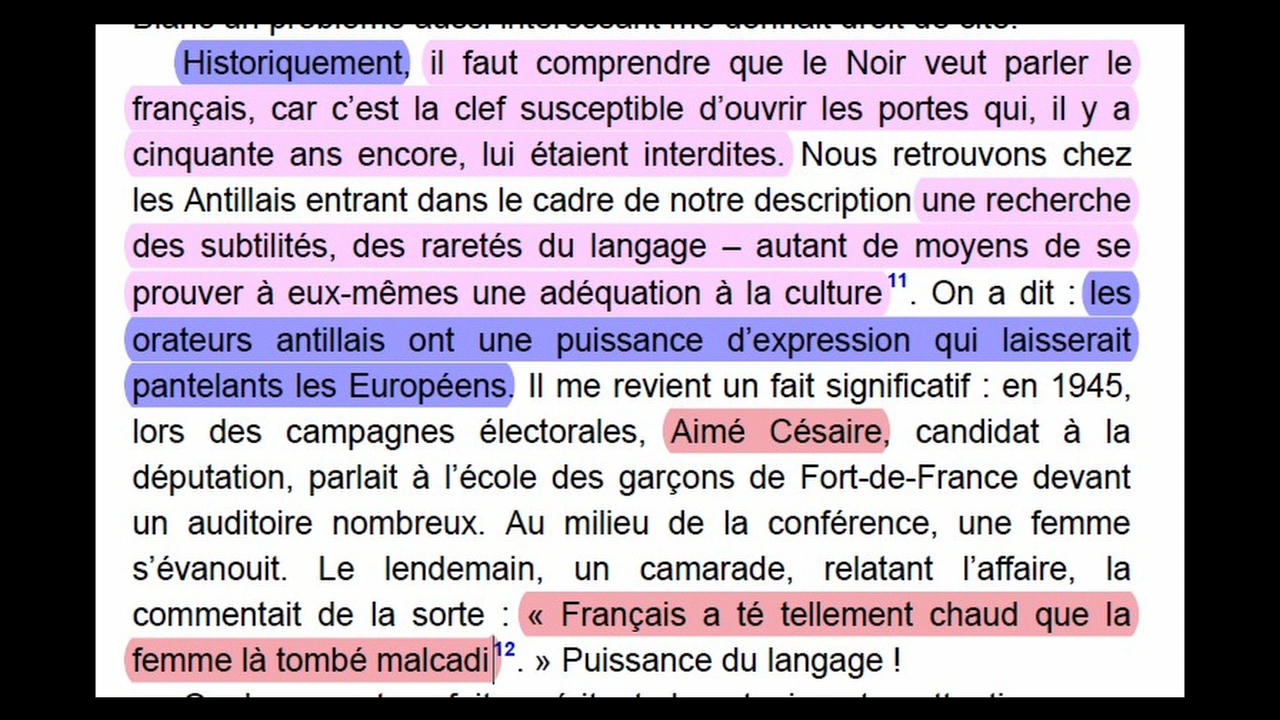 Historiquement, il faut comprendre que le Noir veut parler le
français, car c’est la clef susceptible d’ouvrir les portes qui, il y a
cinquante ans encore, lui étaient interdites. Nous retrouvons chez
les Antillais entrant dans le cadre de notre description une recherche
des subtilités, des raretés du langage – autant de moyens de se
prouver à eux-mêmes une adéquation à la culture11. On a dit : les
orateurs antillais ont une puissance d’expression qui laisserait
pantelants les Européens. Il me revient un fait significatif : en 1945,
lors des campagnes électorales, Aimé Césaire, candidat à la
députation, parlait à l’école des garçons de Fort-de-France devant
un auditoire nombreux. Au milieu de la conférence, une femme
s’évanouit. Le lendemain, un camarade, relatant l’affaire, la
commentait de la sorte : « Français a té tellement chaud que la
femme là tombé malcadi12. » Puissance du langage !